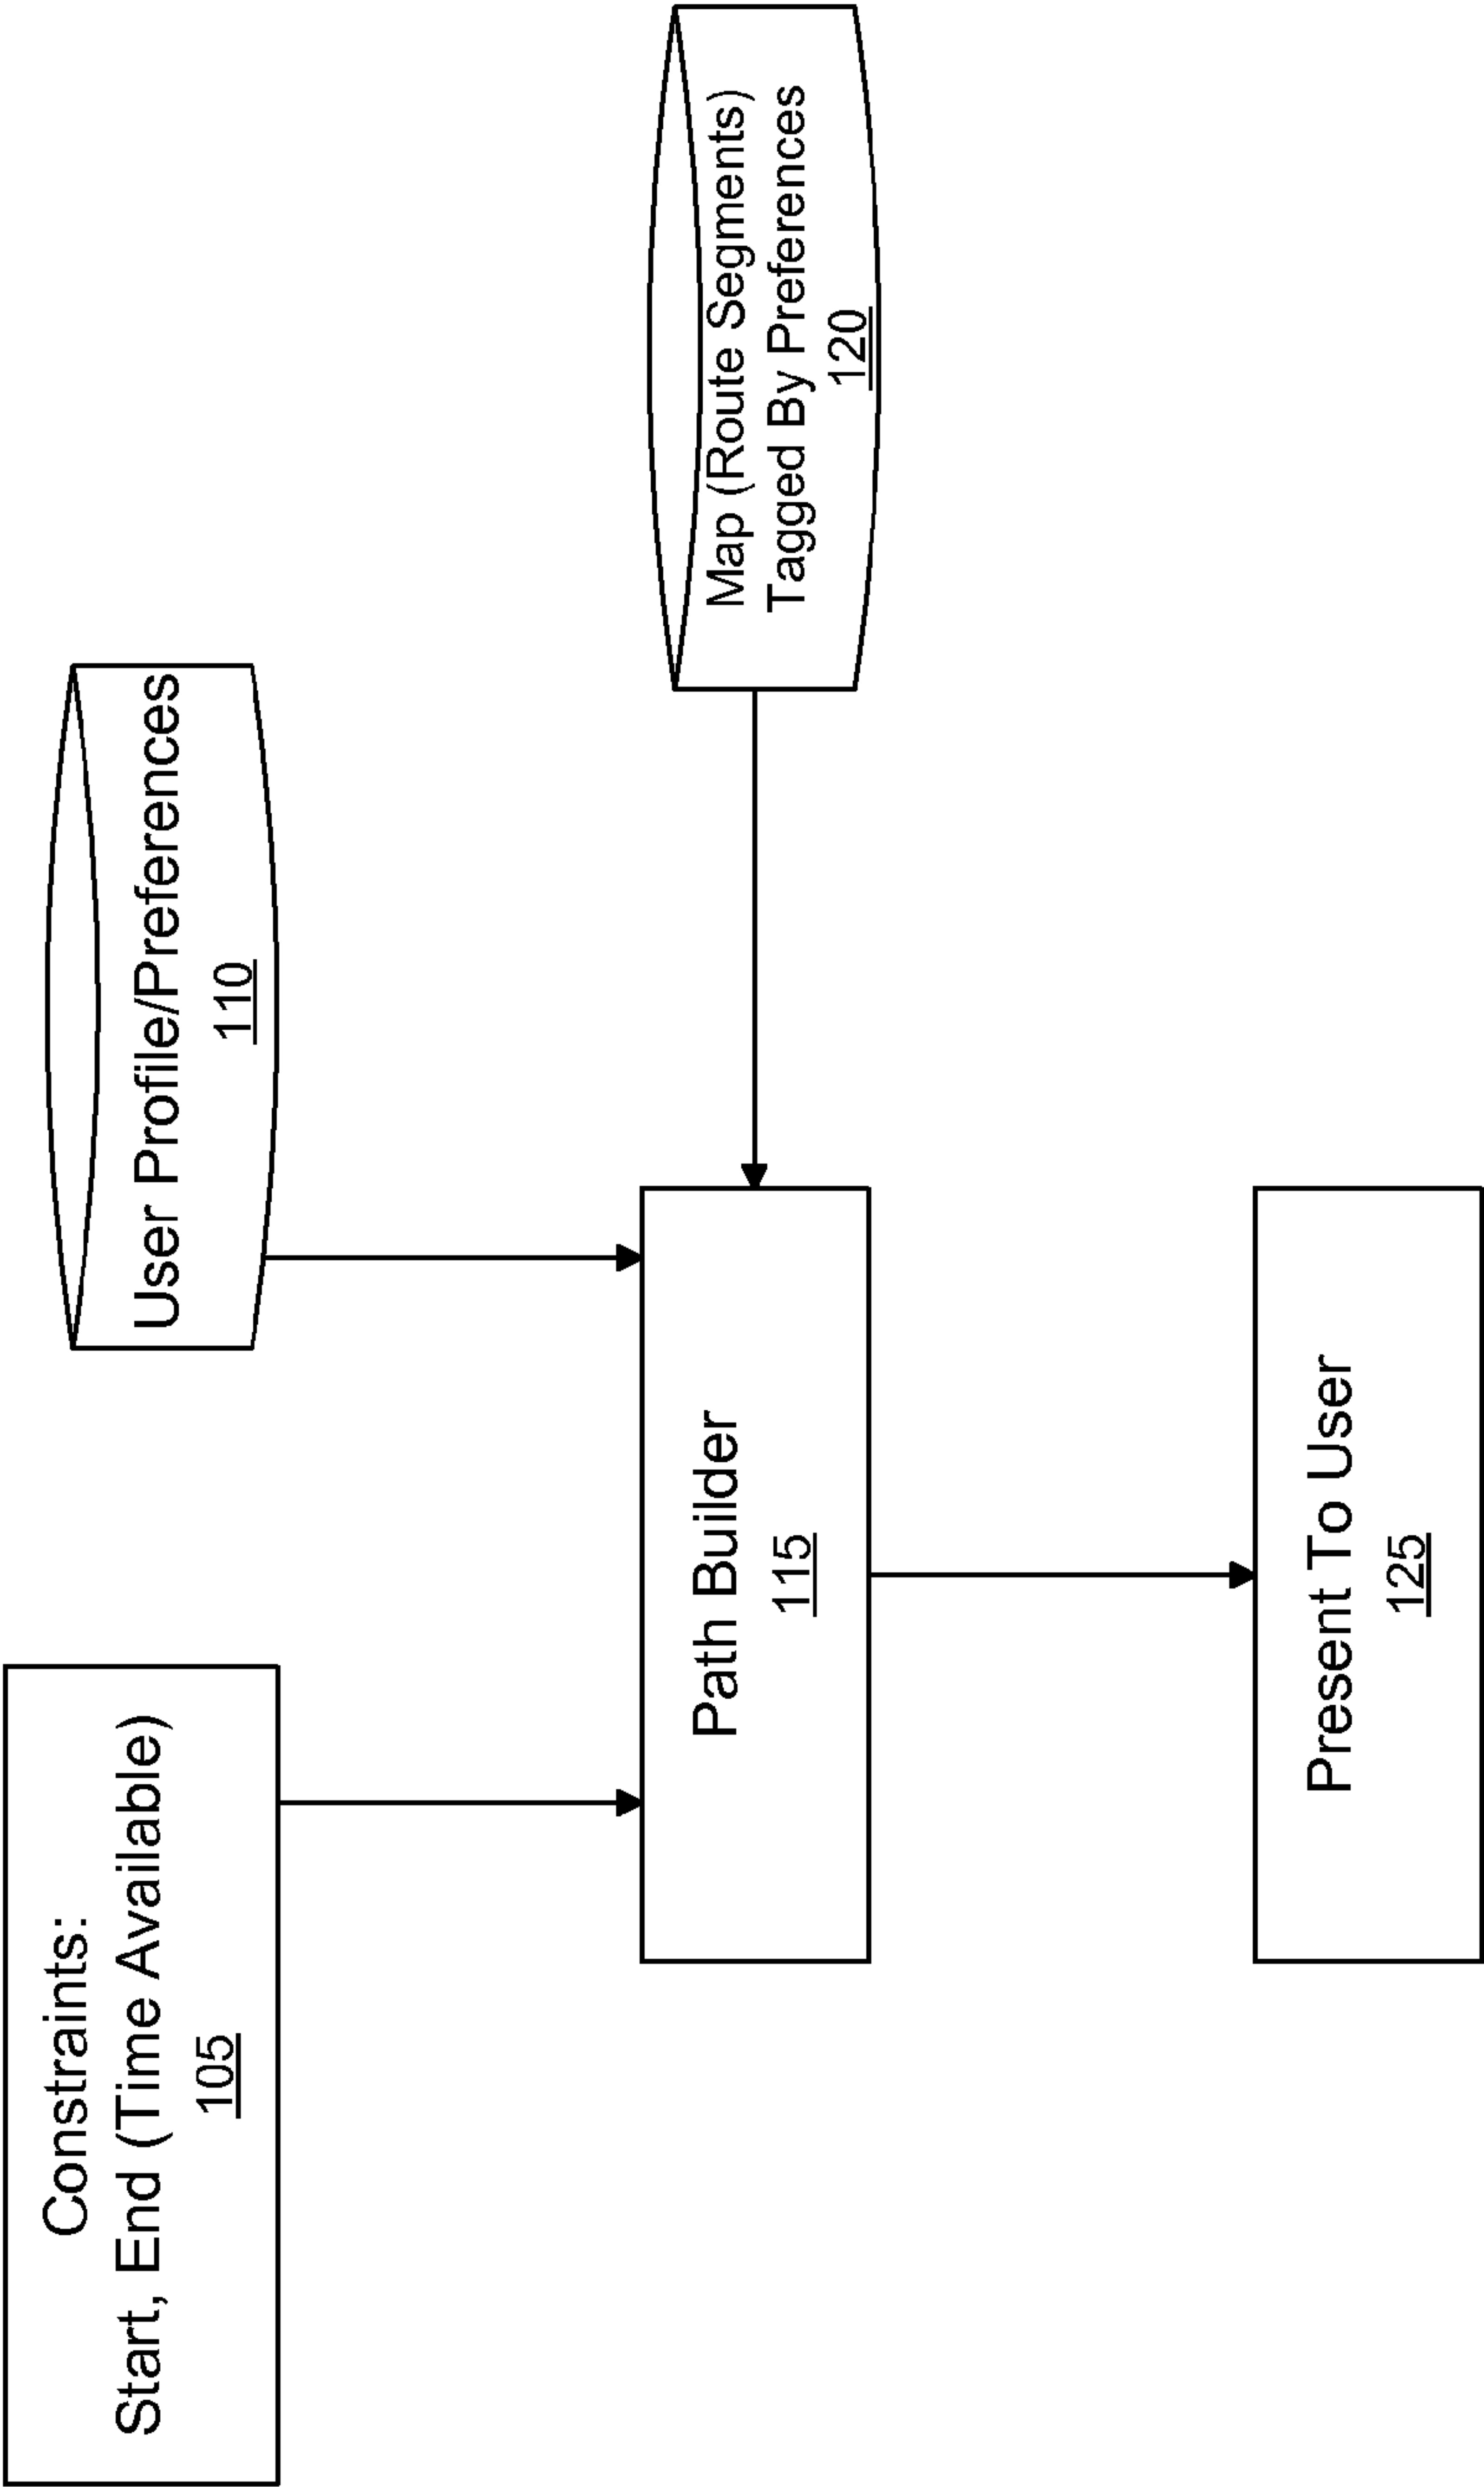 Constraints:
Start, End (Time Available)
105
User Profile/Preferences
110
Path Builder
115
Map (Route Segments)
Tagged By Preferences
120
Present To User
125